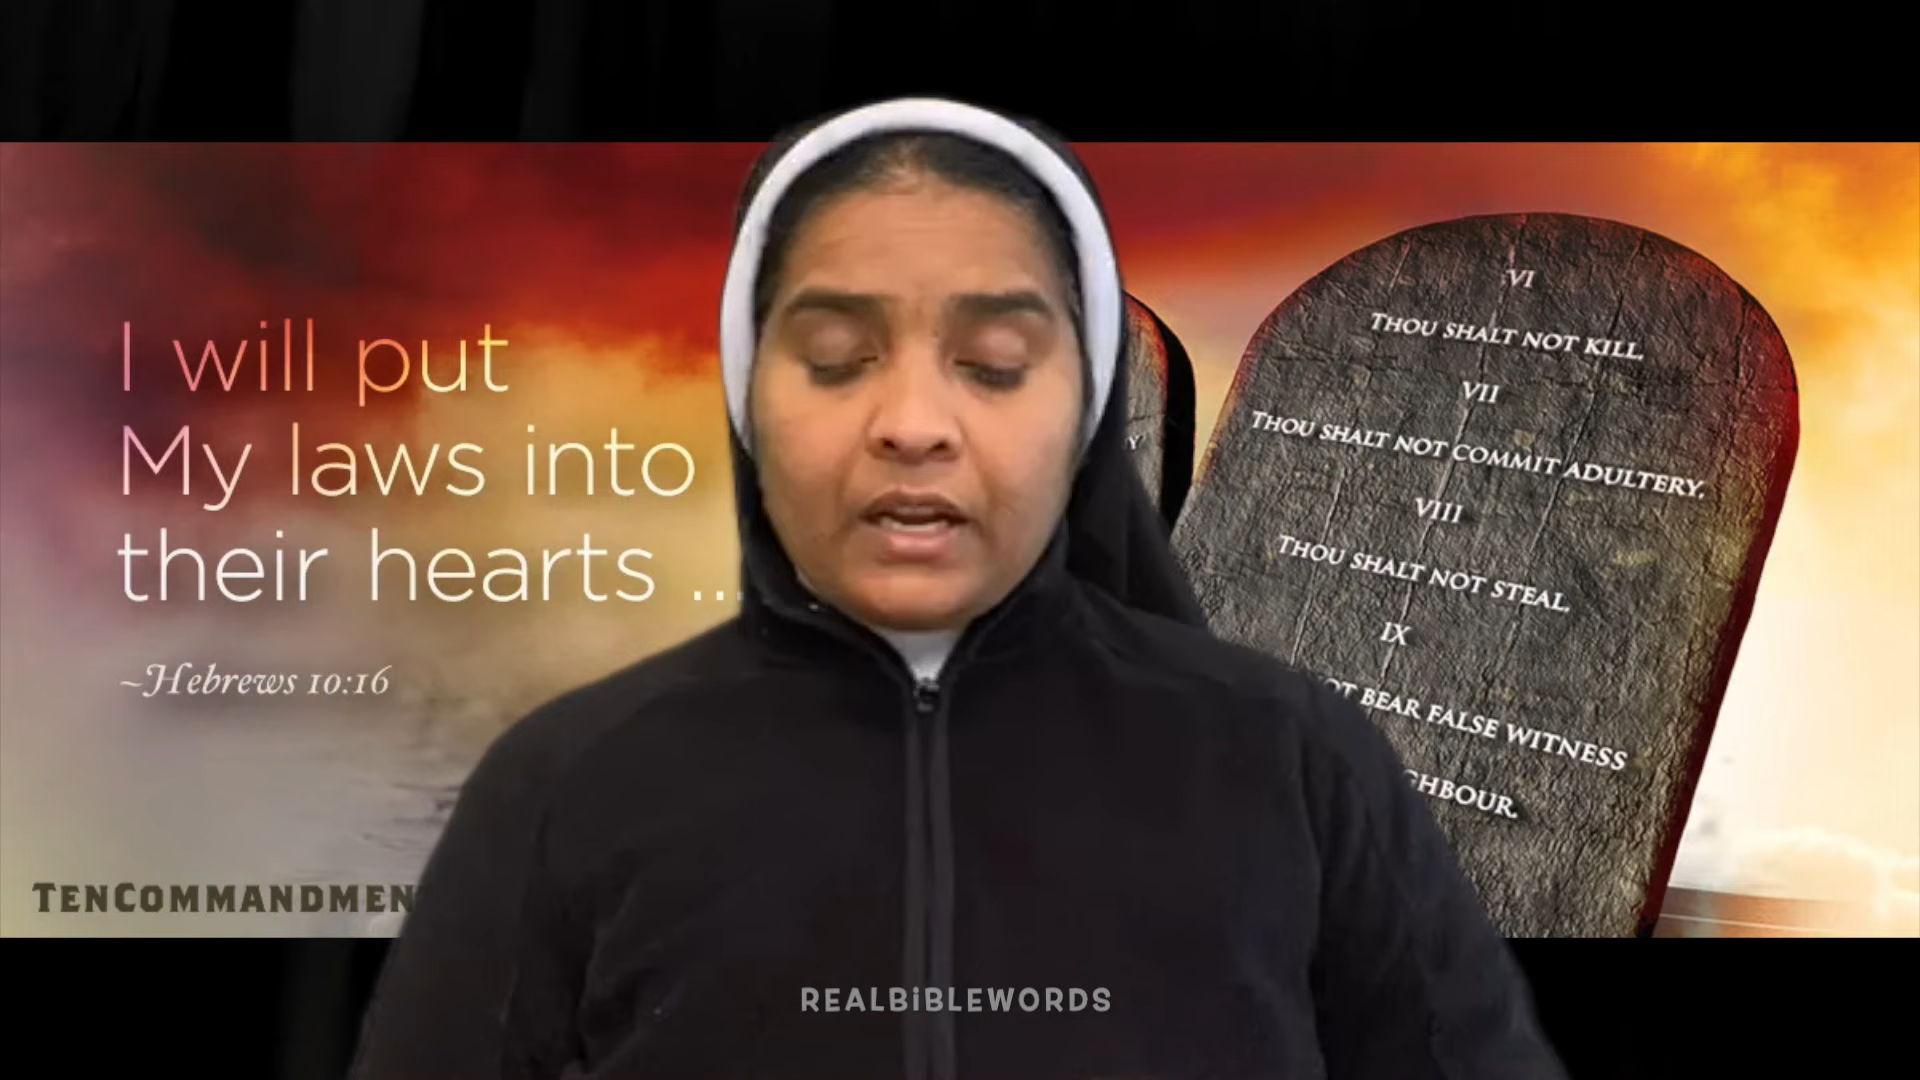 I will put
My laws into
their hearts ...
~Hebrews 10:16
TENCOMMANDMEN
VI
THOU SHALT NOT KILL.
VII
THOU SHALT NOT COMMIT ADULTERY.
VIII
THOU SHALT NOT STEAL.
IX
BEAR FALSE WITNESS
REALBiBLEWORDS